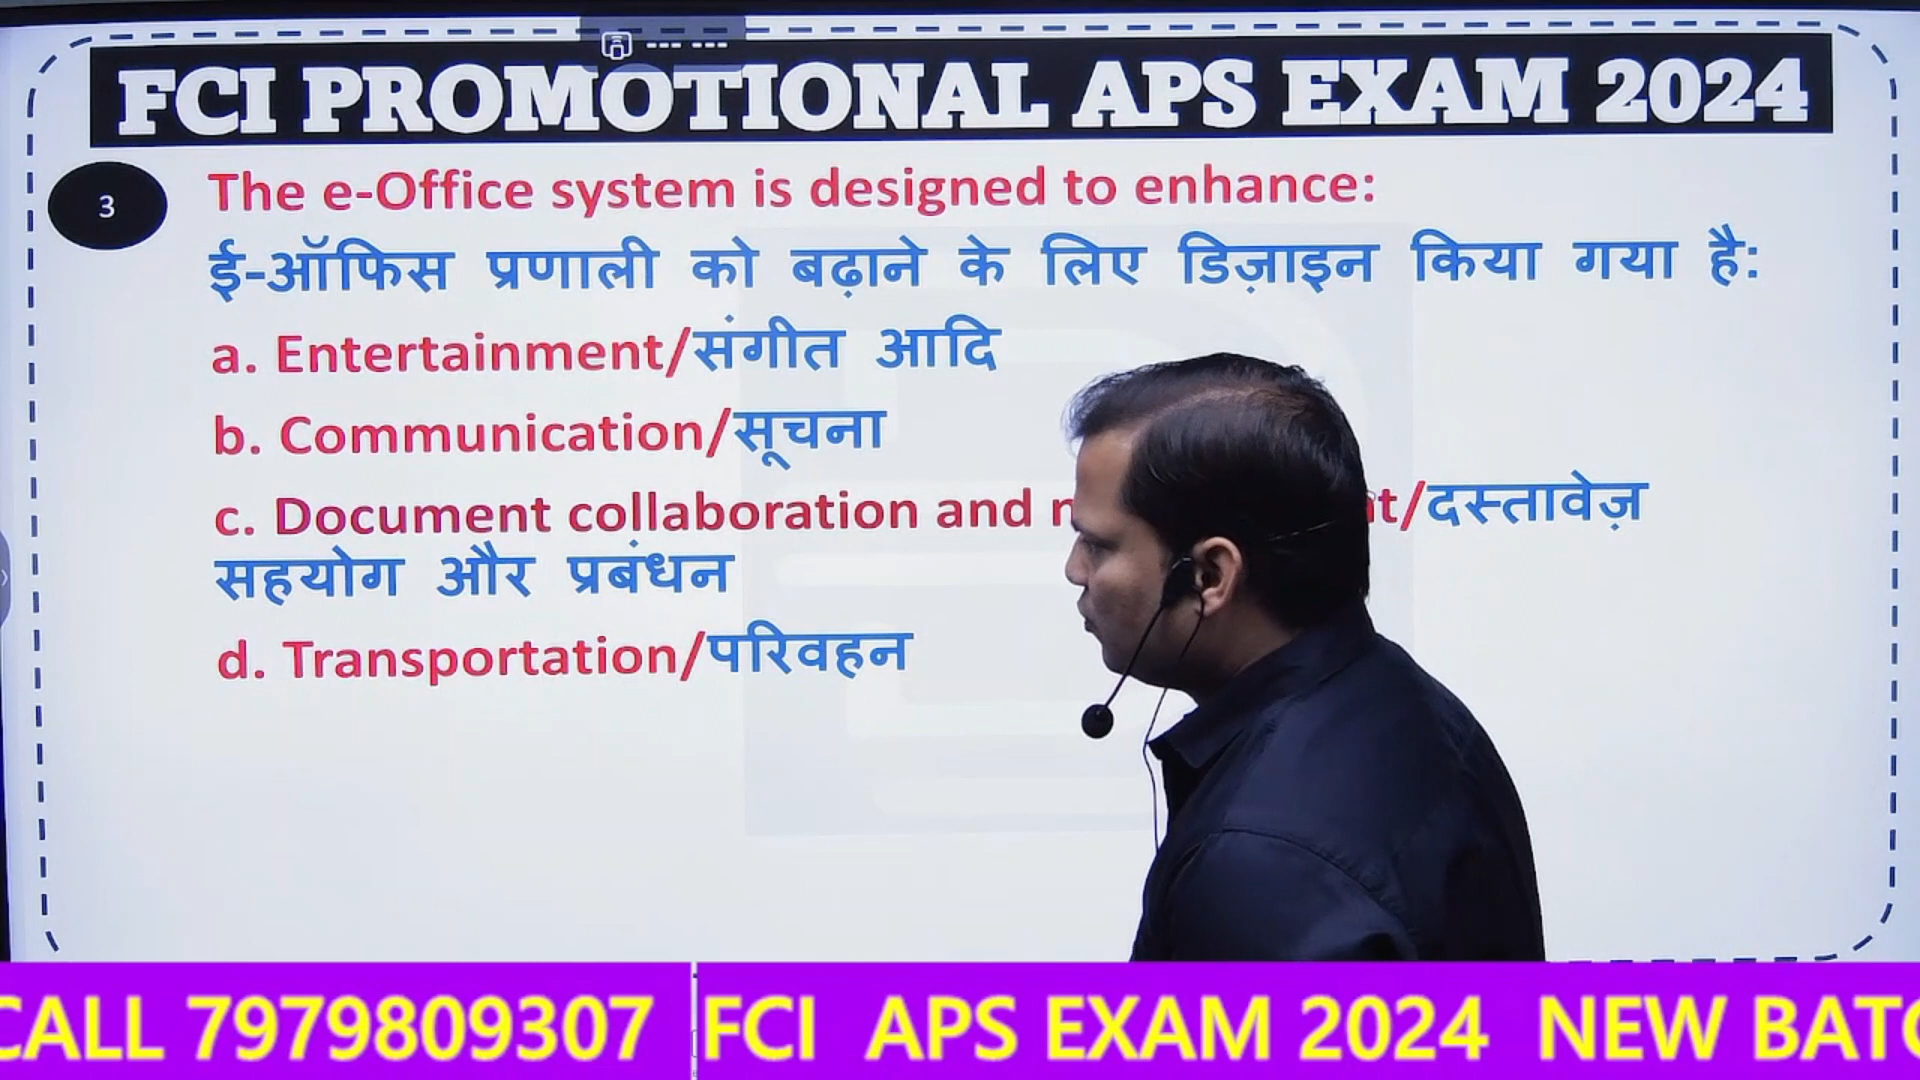 FCI PROMOTIONAL APS EXAM 2024
3
The e-Office system is designed to enhance:
ई-ऑफिस प्रणाली को बढ़ाने के लिए डिज़ाइन किया गया है:
a. Entertainment/संगीत आदि
b. Communication/सूचना
c. Document collaboration and /दस्तावेज़
सहयोग और प्रबंधन
d. Transportation/परिवहन
CALL 7979809307 FCI APS EXAM 2024 NEW